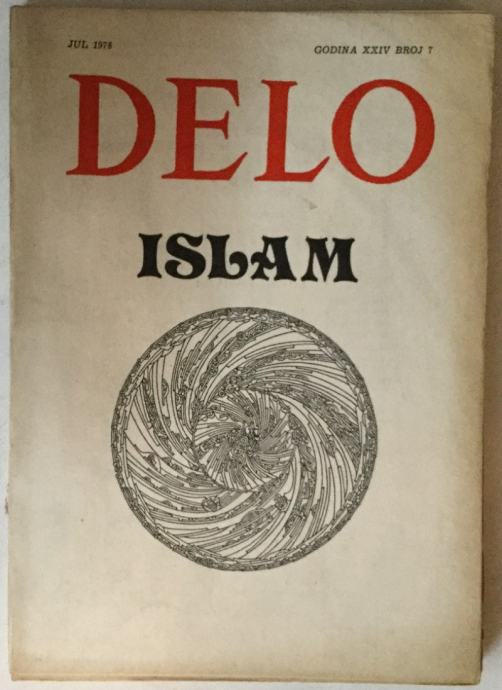 JUL 1978
GODINA XXIV BROJ 7
DELO
ISLAM